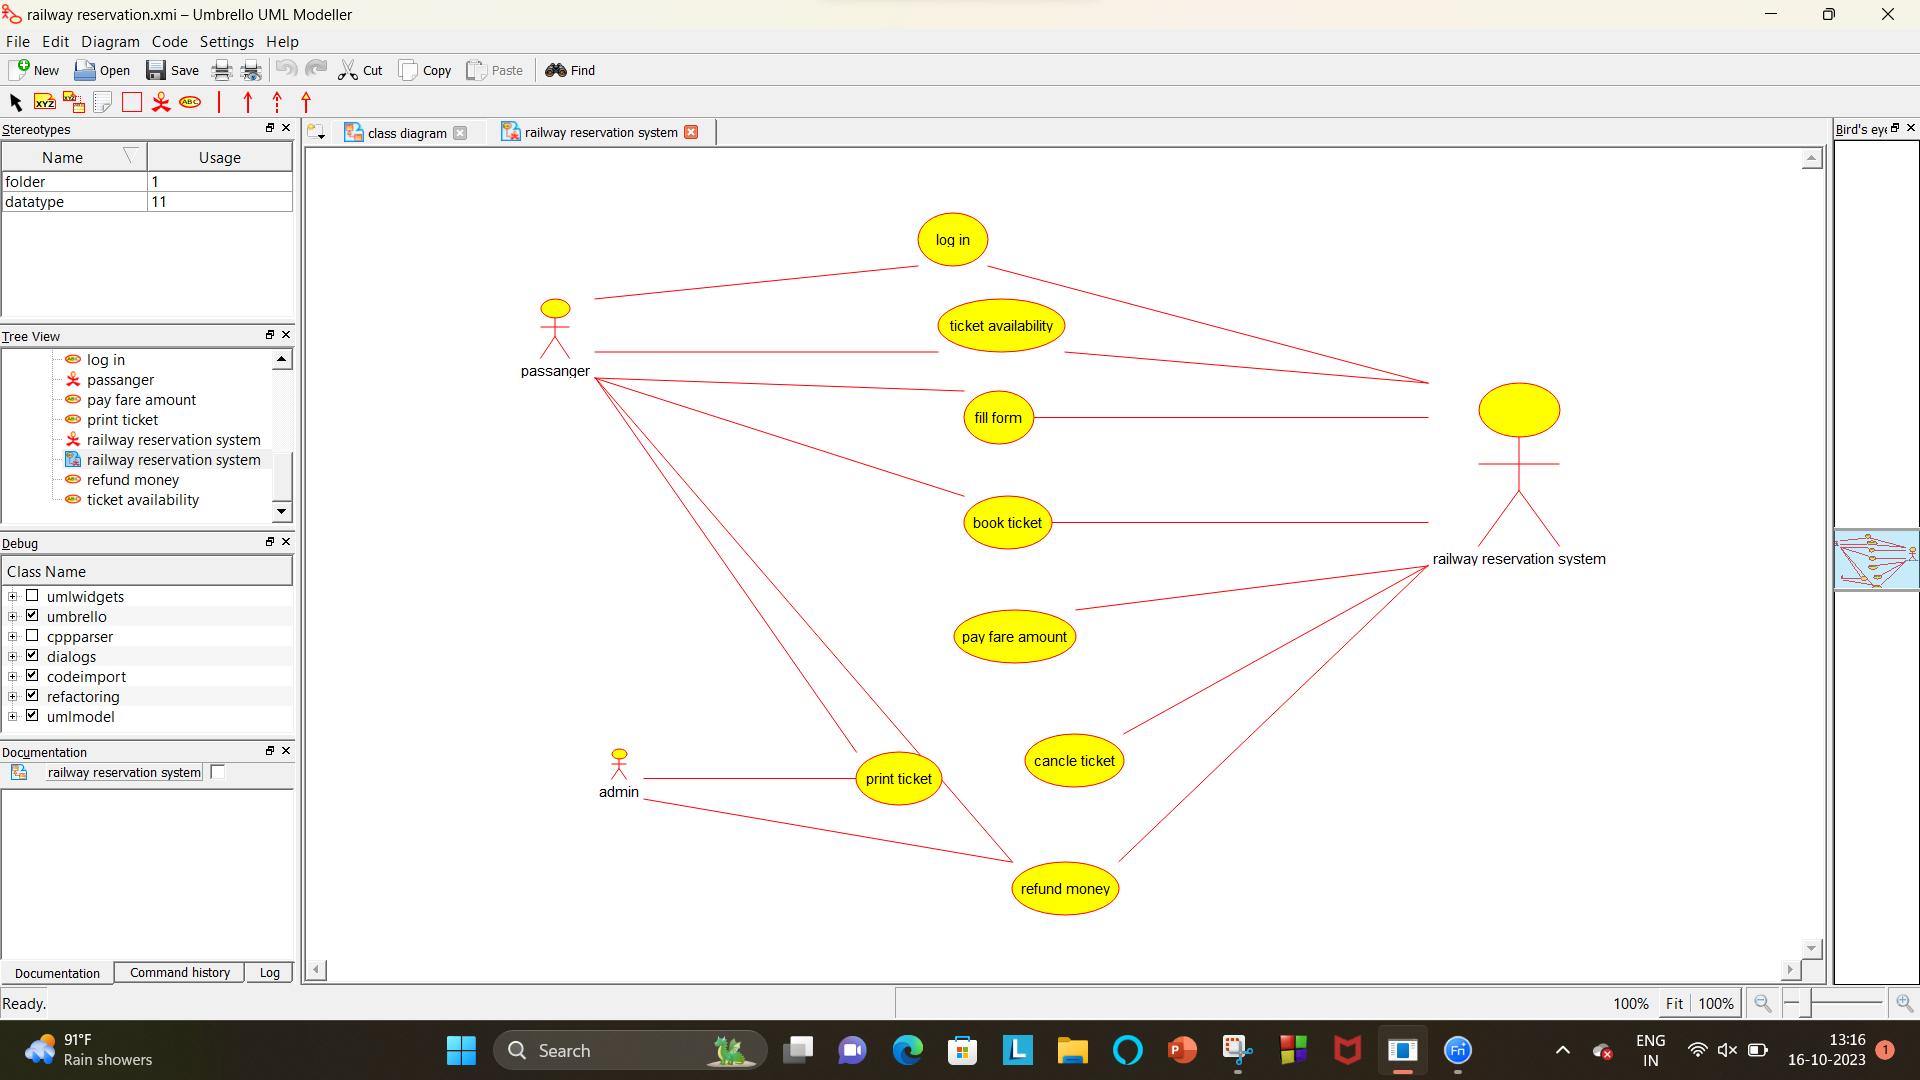 railway reservation.xmi – Umbrello UML Modeller
File Edit Diagram Code Settings Help
New Open Save Cut Copy Paste Find
XYZ XYZ ABC
Stereotypes
Name Usage
folder 1
datatype 11
Tree View
log in
passanger
pay fare amount
print ticket
railway reservation system
railway reservation system
refund money
ticket availability
Debug
Class Name
umlwidgets
umbrello
cppparser
dialogs
codeimport
refactoring
umlmodel
Documentation
railway reservation system
Documentation Command history Log
Ready.
class diagram railway reservation system
log in
ticket availability
passanger
fill form
book ticket
railway reservation system
pay fare amount
cancle ticket
print ticket
admin
refund money
Bird's eye
100% Fit 100%
91°F
Rain showers
Search
L
P
Fn
ENG
IN
13:16
16-10-2023
1